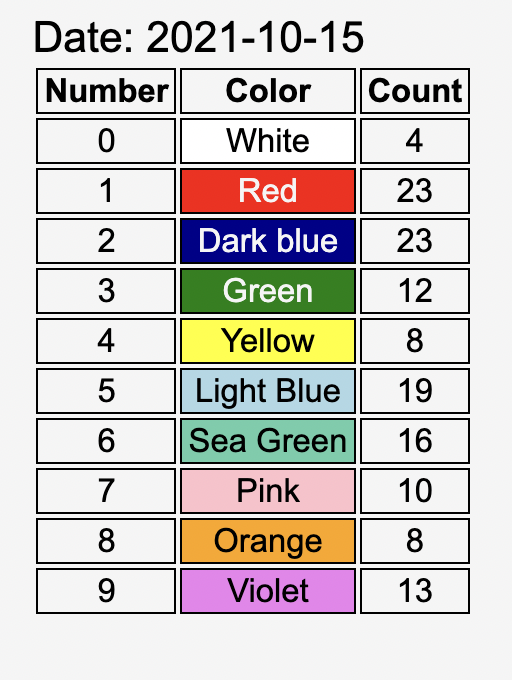 Date: 2021-10-15
Number Color Count
0 White 4
1 Red 23
2 Dark blue 23
3 Green 12
4 Yellow 8
5 Light Blue 19
6 Sea Green 16
7 Pink 10
8 Orange 8
9 Violet 13